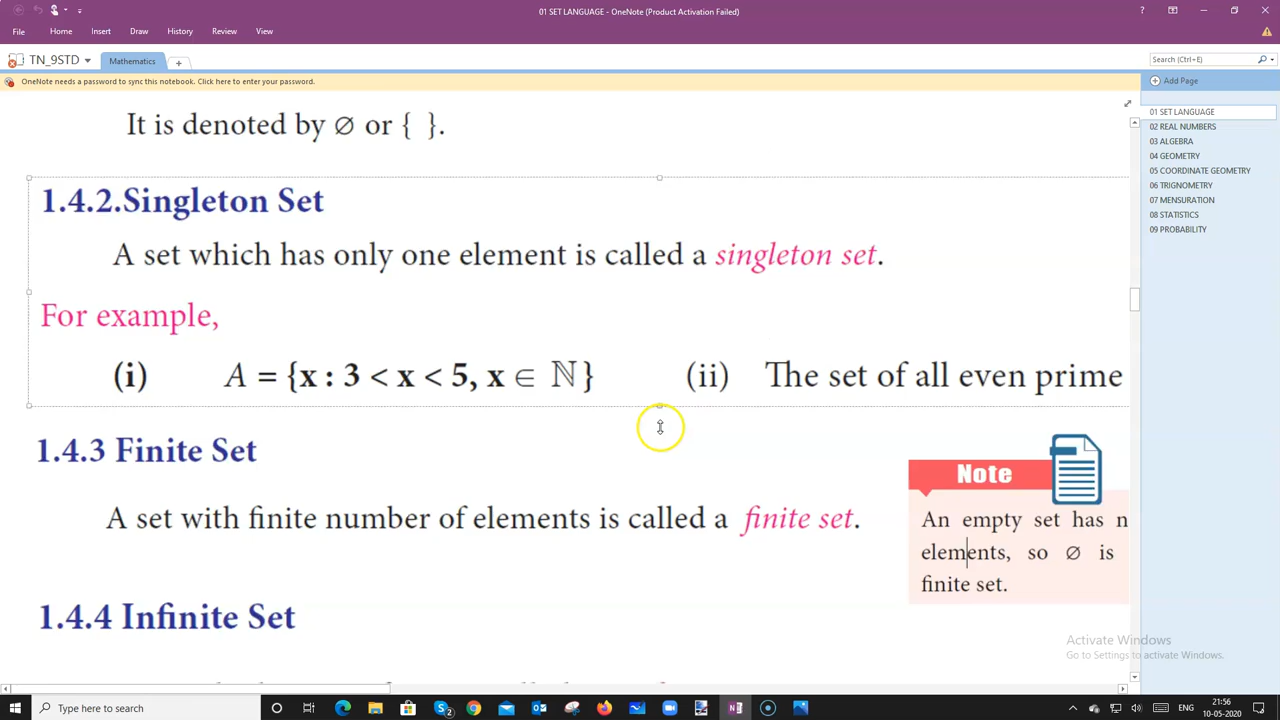 01 SET LANGUAGE - OneNote (Product Activation Failed)
File Home Insert Draw History Review View
TN_9STD Mathematics
Search (Ctrl+E)
OneNote needs a password to sync this notebook. Click here to enter your password.
Add Page
01 SET LANGUAGE
02 REAL NUMBERS
03 ALGEBRA
04 GEOMETRY
05 COORDINATE GEOMETRY
06 TRIGNOMETRY
07 MENSURATION
08 STATISTICS
09 PROBABILITY
It is denoted by ∅ or { }.
1.4.2.Singleton Set
A set which has only one element is called a singleton set.
For example,
(i) A = {x : 3 < x < 5, x ∈ ℕ} (ii) The set of all even prime
1.4.3 Finite Set
A set with finite number of elements is called a finite set.
Note
An empty set has n
elements, so ∅ is
finite set.
1.4.4 Infinite Set
Activate Windows
Go to Settings to activate Windows.
Type here to search
21:56
10-05-2020